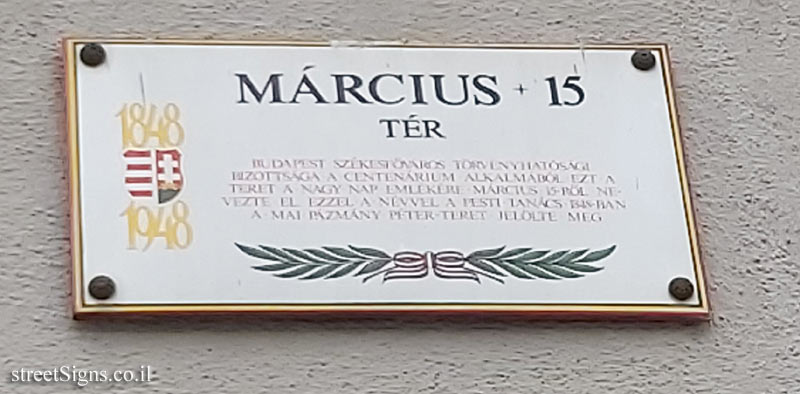 MÁRCIUS + 15
TÉR
1848
1948
BUDAPEST SZÉKESFŐVÁROS TÖRVÉNYHATÓSÁGI
BIZOTTSÁGA A CENTENÁRIUM ALKALMÁBÓL EZT A
TERET A NAGY NAP EMLÉKÉRE MÁRCIUS 15-RŐL NE-
VEZTE EL EZZEL A NÉVVEL A PESTI TANÁCS 1848-BAN
A MAI PÁZMÁNY PÉTER-TERET JELÖLTE MEG
streetSigns.co.il